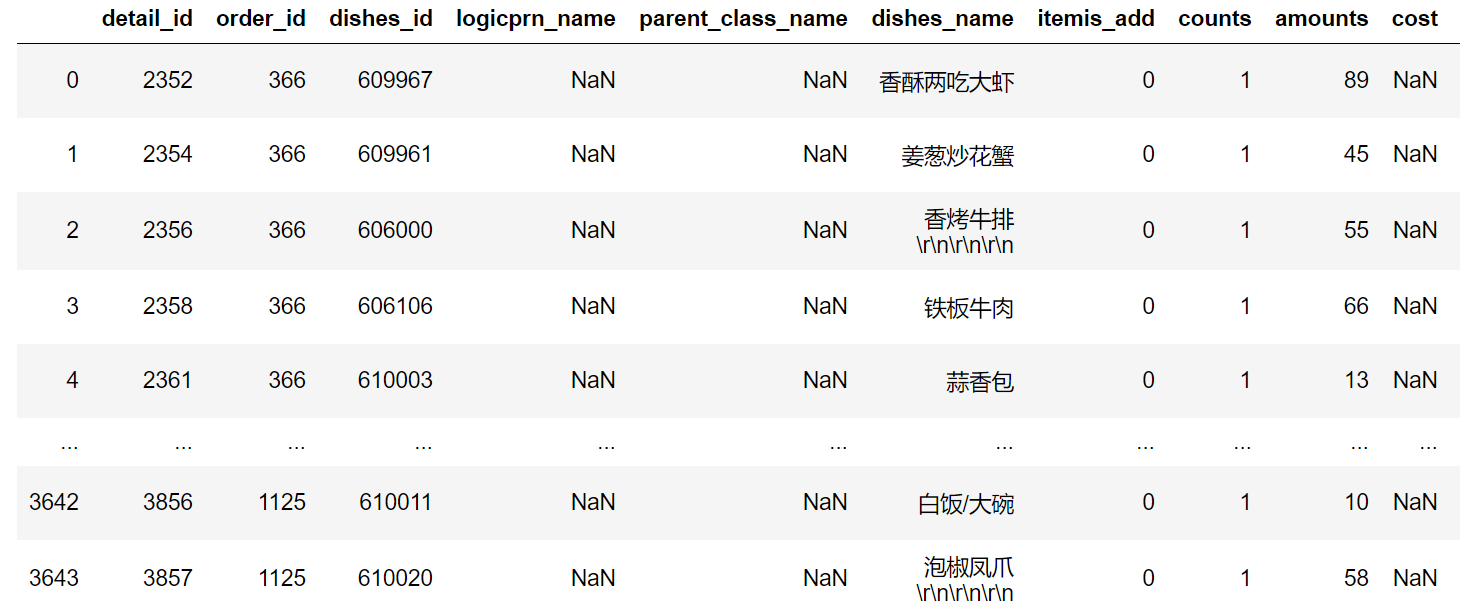 detail_id order_id dishes_id logicprn_name parent_class_name dishes_name itemis_add counts amounts cost
0 2352 366 609967 NaN NaN 香酥两吃大虾 0 1 89 NaN
1 2354 366 609961 NaN NaN 姜葱炒花蟹 0 1 45 NaN
2 2356 366 606000 NaN NaN 香烤牛排\r\n\r\n\r\n 0 1 55 NaN
3 2358 366 606106 NaN NaN 铁板牛肉 0 1 66 NaN
4 2361 366 610003 NaN NaN 蒜香包 0 1 13 NaN
... ... ... ... ... ... ... ... ... ... ...
3642 3856 1125 610011 NaN NaN 白饭/大碗 0 1 10 NaN
3643 3857 1125 610020 NaN NaN 泡椒凤爪\r\n\r\n\r\n 0 1 58 NaN